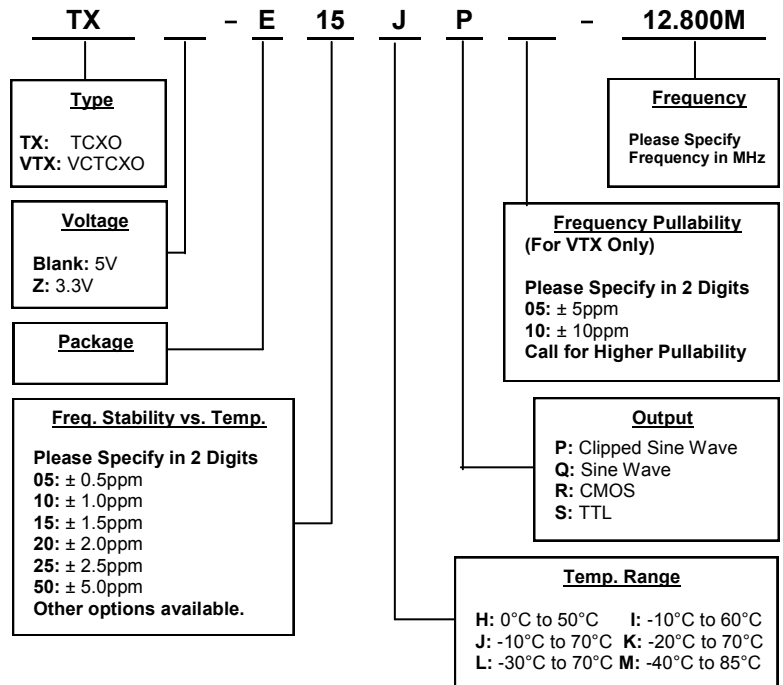 TX – E 15 J P – 12.800M
Type
TX: TCXO
VTX: VCTCXO
Voltage
Blank: 5V
Z: 3.3V
Package
Freq. Stability vs. Temp.
Please Specify in 2 Digits
05: ± 0.5ppm
10: ± 1.0ppm
15: ± 1.5ppm
20: ± 2.0ppm
25: ± 2.5ppm
50: ± 5.0ppm
Other options available.
Frequency
Please Specify
Frequency in MHz
Frequency Pullability
(For VTX Only)
Please Specify in 2 Digits
05: ± 5ppm
10: ± 10ppm
Call for Higher Pullability
Output
P: Clipped Sine Wave
Q: Sine Wave
R: CMOS
S: TTL
Temp. Range
H: 0°C to 50°C I: -10°C to 60°C
J: -10°C to 70°C K: -20°C to 70°C
L: -30°C to 70°C M: -40°C to 85°C